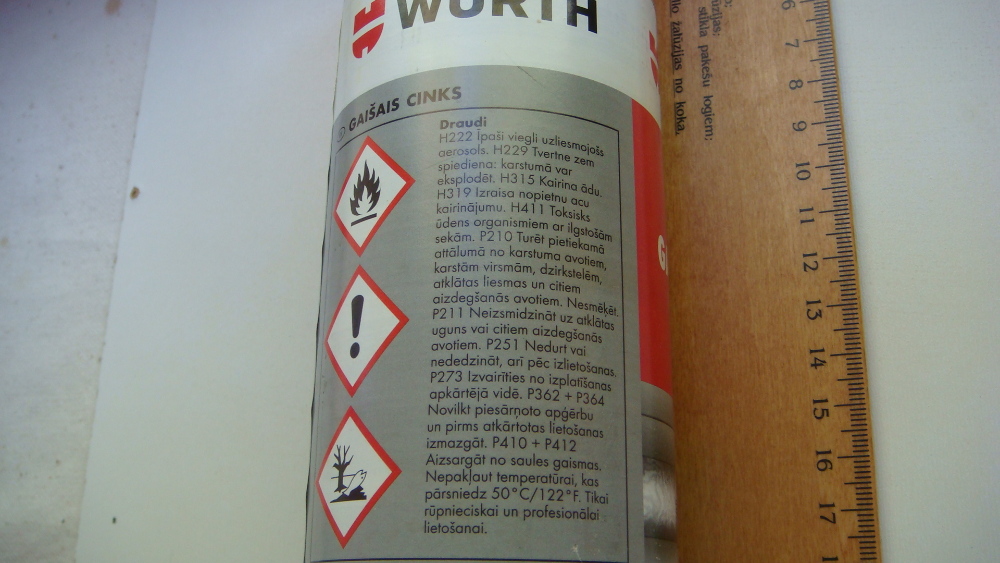 WÜRTH
GAIŠAIS CINKS
Draudi
H222 Īpaši viegli uzliesmojošs
aerosols. H229 Tvertne zem
spiediena: karstumā var
eksplodēt. H315 Kairina ādu.
H319 Izraisa nopietnu acu
kairinājumu. H411 Toksisks
ūdens organismiem ar ilgstošām
sekām. P210 Turēt pietiekamā
attālumā no karstuma avotiem,
karstām virsmām, dzirkstelēm,
atklātas liesmas un citiem
aizdegšanās avotiem. Nesmēķēt.
P211 Neizsmidzināt uz atklātas
uguns vai citiem aizdegšanās
avotiem. P251 Nedurt vai
nededzināt, arī pēc izlietošanas.
P273 Izvairīties no izplatīšanas
apkārtējā vidē. P362 + P364
Novilkt piesārņoto apģērbu
un pirms atkārtotas lietošanas
izmazgāt. P410 + P412
Aizsargāt no saules gaismas.
Nepakļaut temperatūrai, kas
pārsniedz 50°C/122°F. Tikai
rūpnieciskai un profesionālai
lietošanai.
G
stikla pakešu logiem;
žalūzijas no koka.
6
7
8
9
10
11
12
13
14
15
16
17